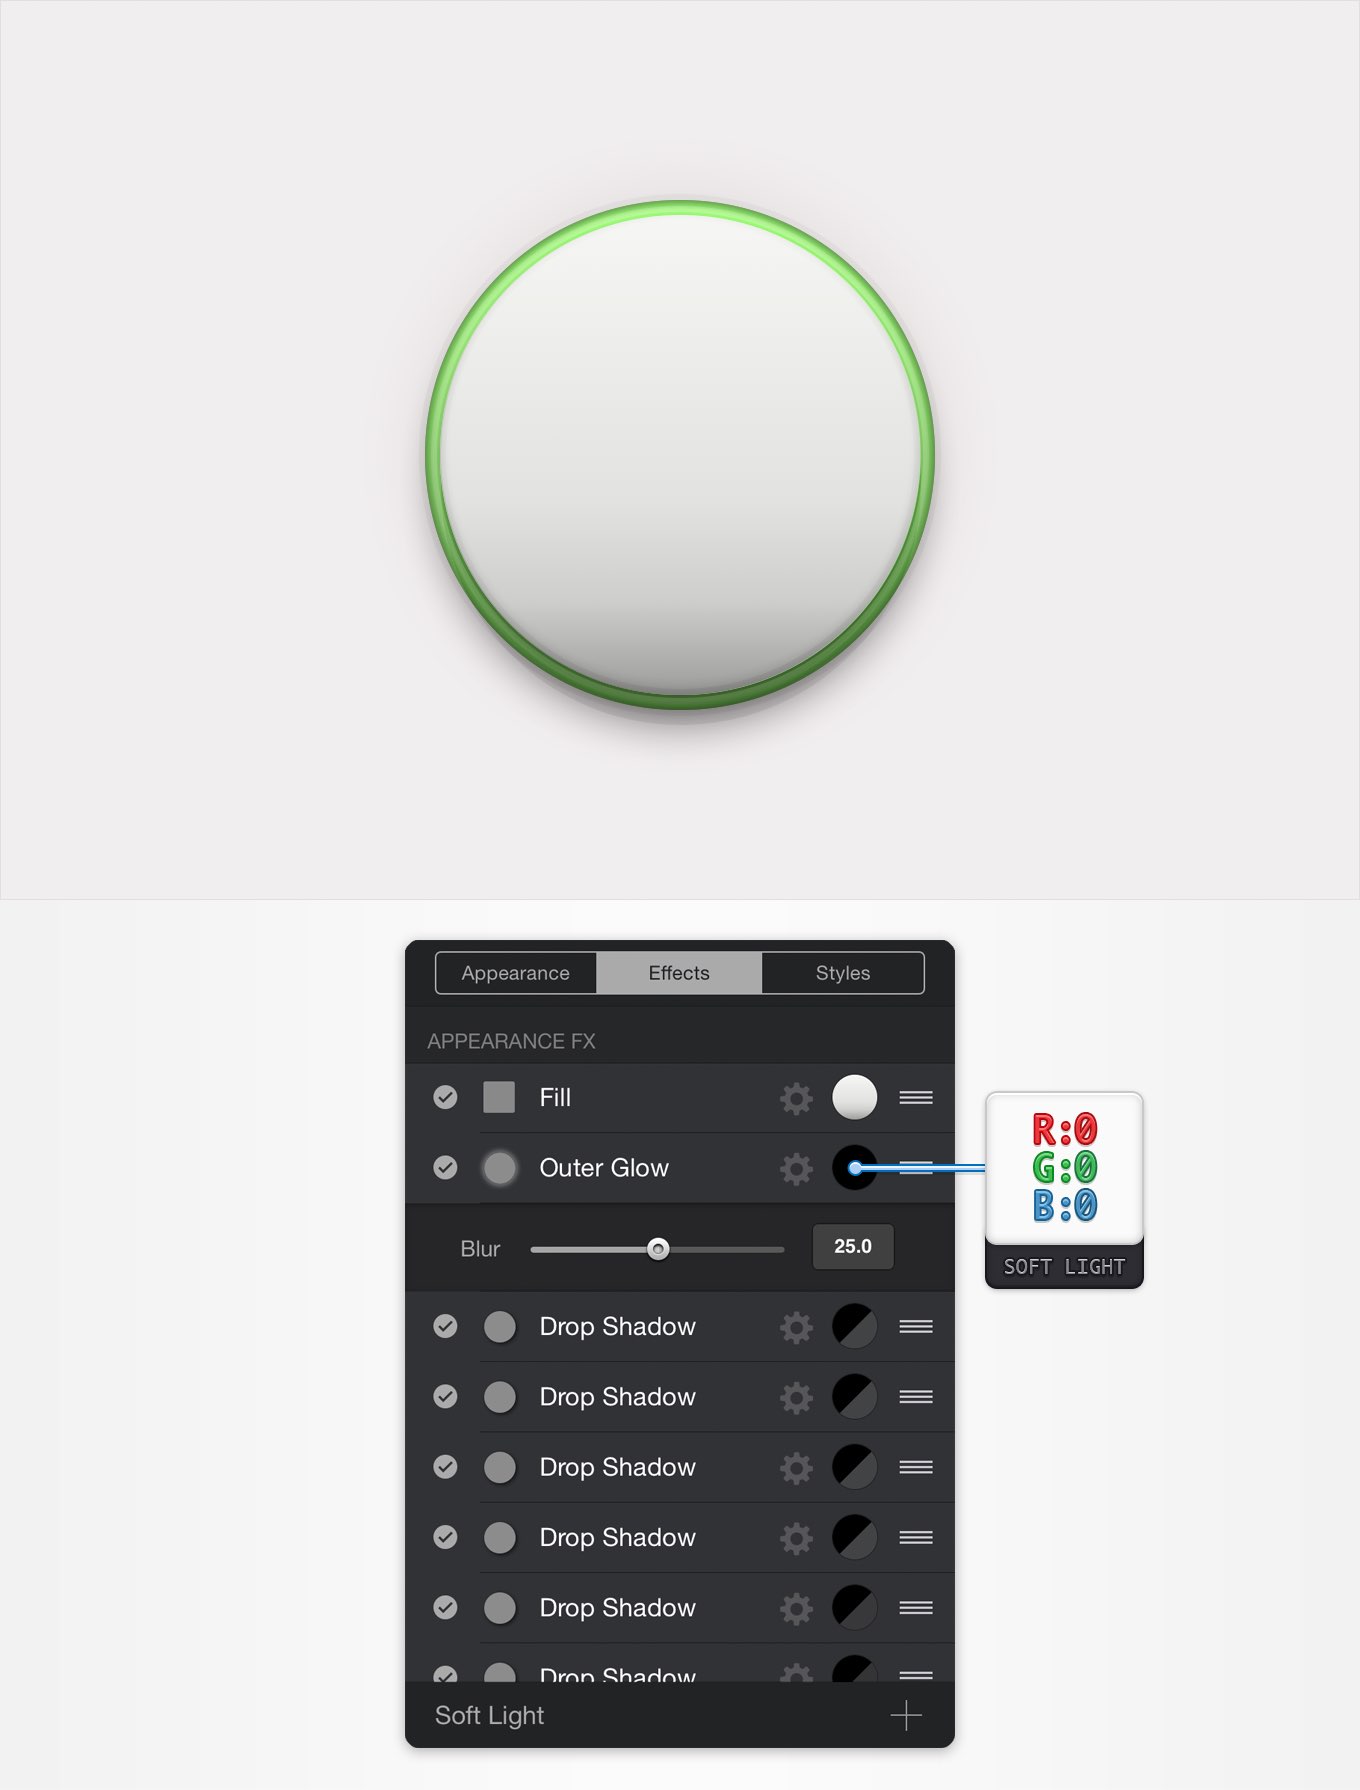 Appearance Effects Styles
APPEARANCE FX
Fill
Outer Glow
R:0
G:0
B:0
Blur 25.0
SOFT LIGHT
Drop Shadow
Drop Shadow
Drop Shadow
Drop Shadow
Drop Shadow
Drop Shadow
Soft Light